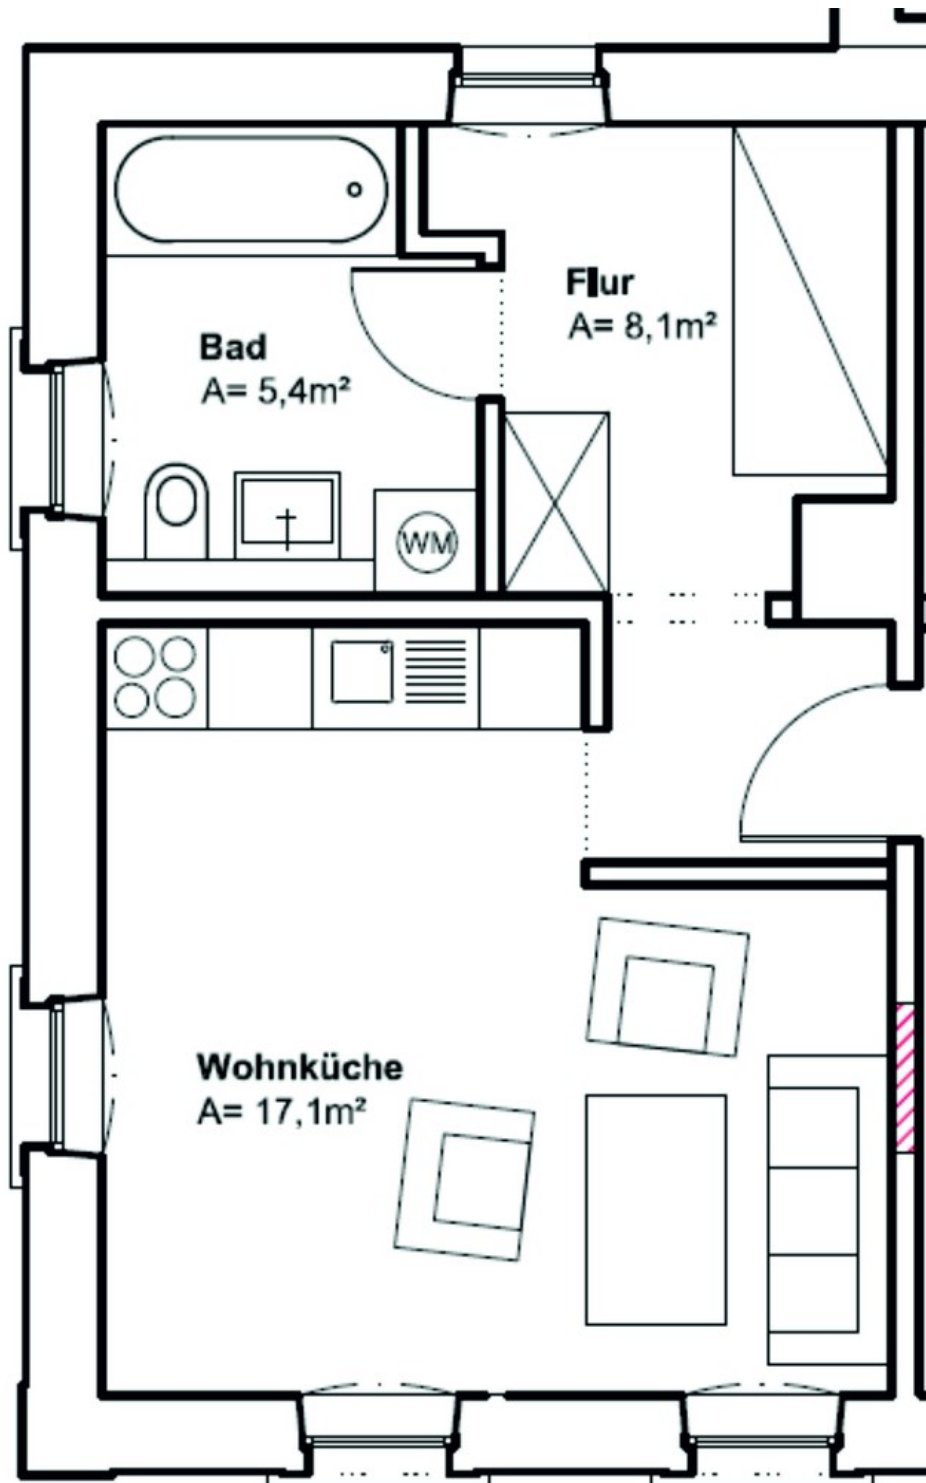 Flur
A= 8,1m²
Bad
A= 5,4m²
WM
Wohnküche
A= 17,1m²